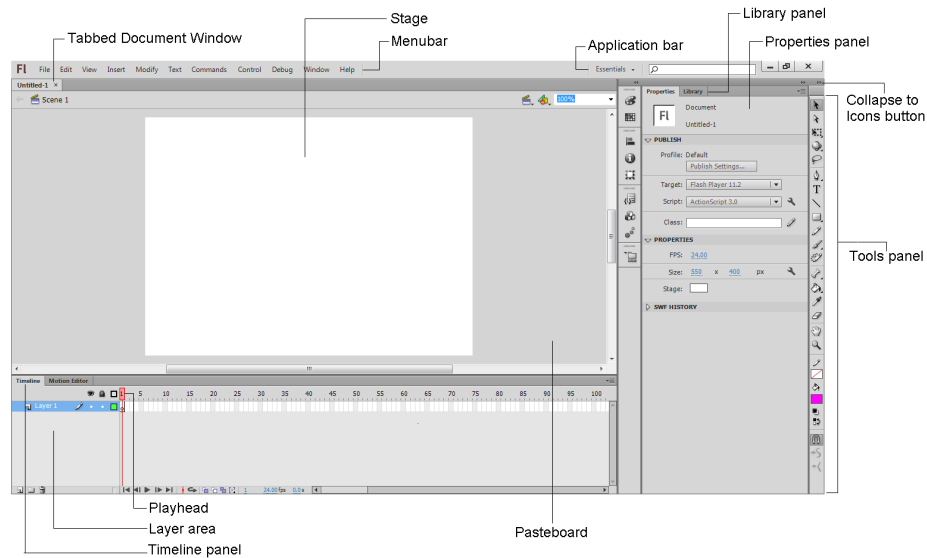 Library panel
Stage
Tabbed Document Window
Menubar
Application bar
Properties panel
Fl File Edit View Insert Modify Text Commands Control Debug Window Help
Essentials
Untitled-1 ×
Scene 1
100%
Properties Library
Fl
Document
Untitled-1
Collapse to
Icons button
PUBLISH
Profile: Default
Publish Settings...
Target: Flash Player 11.2
Script: ActionScript 3.0
Class:
PROPERTIES
FPS: 24.00
Size: 550 x 400 px
Stage:
SWF HISTORY
Tools panel
Timeline Motion Editor
1 5 10 15 20 25 30 35 40 45 50 55 60 65 70 75 80 85 90 95 100
Layer 1
1 24.00 fps 0.0 s
Playhead
Layer area
Timeline panel
Pasteboard